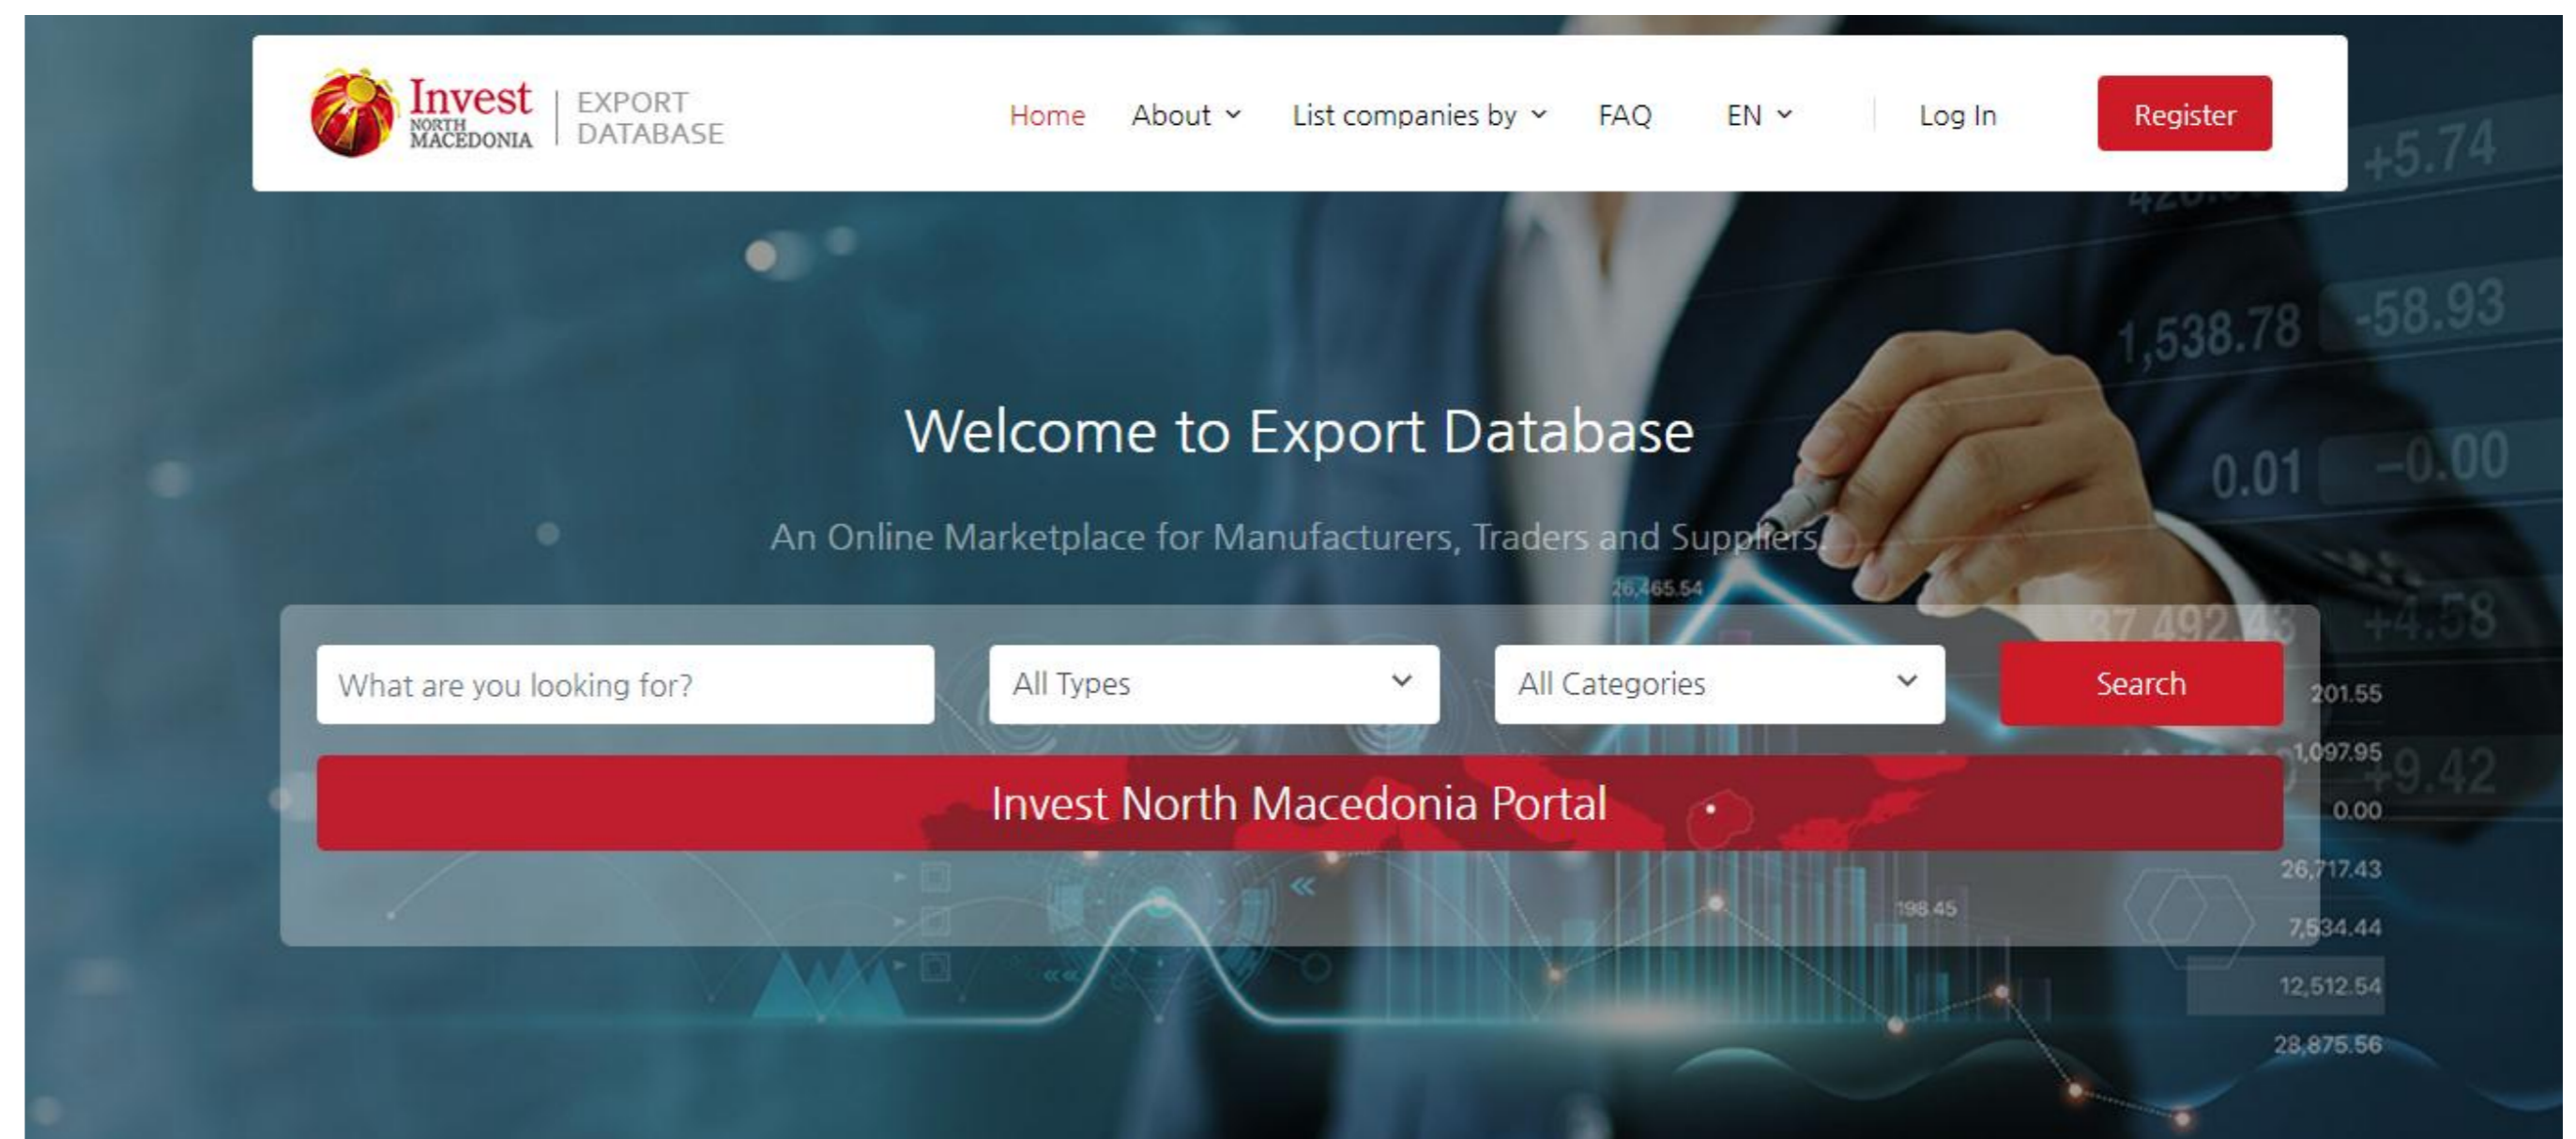 Invest
NORTH
MACEDONIA
EXPORT
DATABASE
Home About List companies by FAQ EN Log In Register
+5.74
1,538.78 -58.93
Welcome to Export Database
0.01 -0.00
An Online Marketplace for Manufacturers, Traders and Suppliers.
26,465.54
37,492.43 +4.58
What are you looking for? All Types All Categories Search
201.55
1,097.95
+9.42
Invest North Macedonia Portal
0.00
26,717.43
198.45
7,534.44
12,512.54
28,875.56